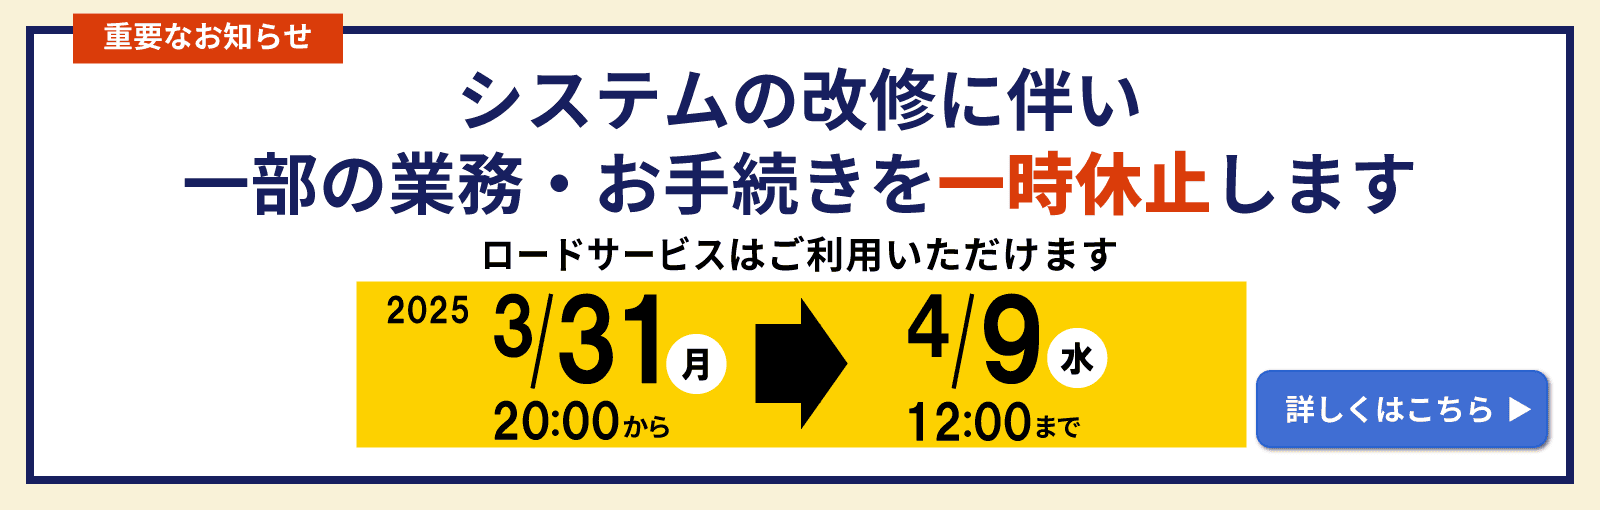 重要なお知らせ
システムの改修に伴い
一部の業務・お手続きを一時休止します
ロードサービスはご利用いただけます
2025 3/31月 4/9水
20:00から 12:00まで
詳しくはこちら ▶